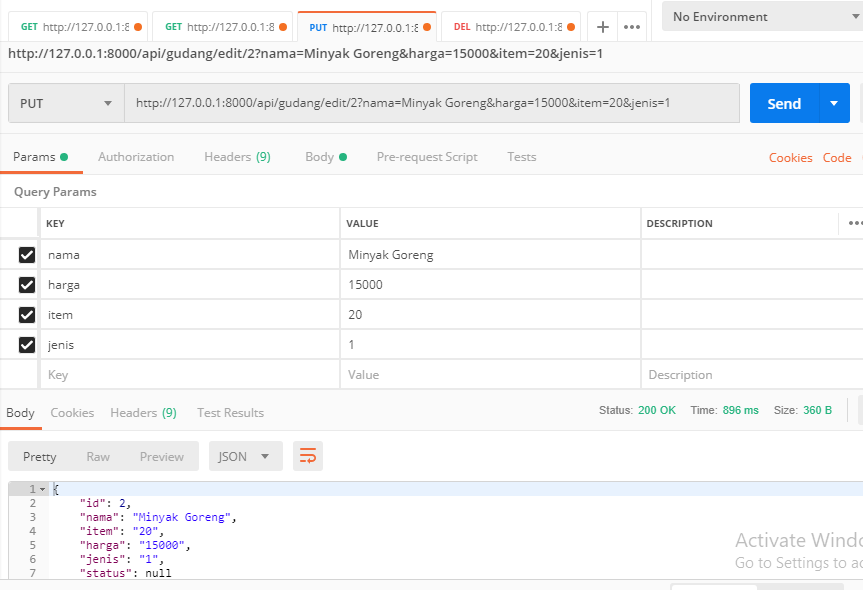 GET http://127.0.0.1:8 GET http://127.0.0.1:8 PUT http://127.0.0.1:8 DEL http://127.0.0.1:8 + ••• No Environment
http://127.0.0.1:8000/api/gudang/edit/2?nama=Minyak Goreng&harga=15000&item=20&jenis=1
PUT http://127.0.0.1:8000/api/gudang/edit/2?nama=Minyak Goreng&harga=15000&item=20&jenis=1 Send
Params Authorization Headers (9) Body Pre-request Script Tests Cookies Code
Query Params
KEY VALUE DESCRIPTION •••
nama Minyak Goreng
harga 15000
item 20
jenis 1
Key Value Description
Body Cookies Headers (9) Test Results Status: 200 OK Time: 896 ms Size: 360 B
Pretty Raw Preview JSON
1 {
2 "id": 2,
3 "nama": "Minyak Goreng",
4 "item": "20",
5 "harga": "15000",
6 "jenis": "1",
7 "status": null
Activate Windo
Go to Settings to ac